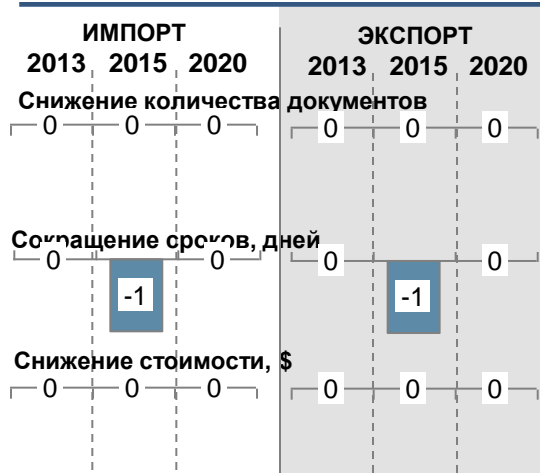 ИМПОРТ ЭКСПОРТ
2013 2015 2020 2013 2015 2020
Снижение количества документов
0 0 0 0 0 0
Сокращение сроков, дней
0 0 0 0
-1 -1
Снижение стоимости, $
0 0 0 0 0 0